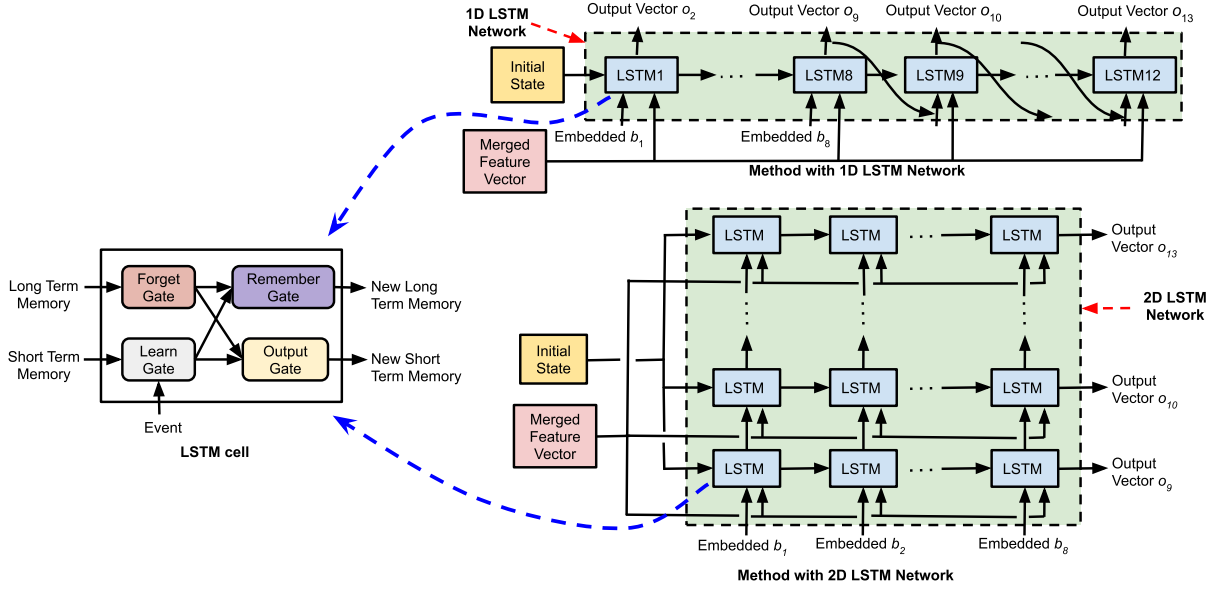 Output Vector o2
Output Vector o9
Output Vector o10
Output Vector o13
1D LSTM
Network
Initial
State
LSTM1
· · ·
LSTM8
LSTM9
· · ·
LSTM12
Embedded b1
Embedded b8
Merged
Feature
Vector
Method with 1D LSTM Network
LSTM
LSTM
· · ·
LSTM
Output
Vector o13
2D LSTM
Network
Long Term
Memory
Forget
Gate
Remember
Gate
New Long
Term Memory
Short Term
Memory
Learn
Gate
Output
Gate
New Short
Term Memory
Event
LSTM cell
Initial
State
LSTM
LSTM
· · ·
LSTM
Output
Vector o10
Merged
Feature
Vector
LSTM
LSTM
· · ·
LSTM
Output
Vector o9
Embedded b1
Embedded b2
Embedded b8
Method with 2D LSTM Network